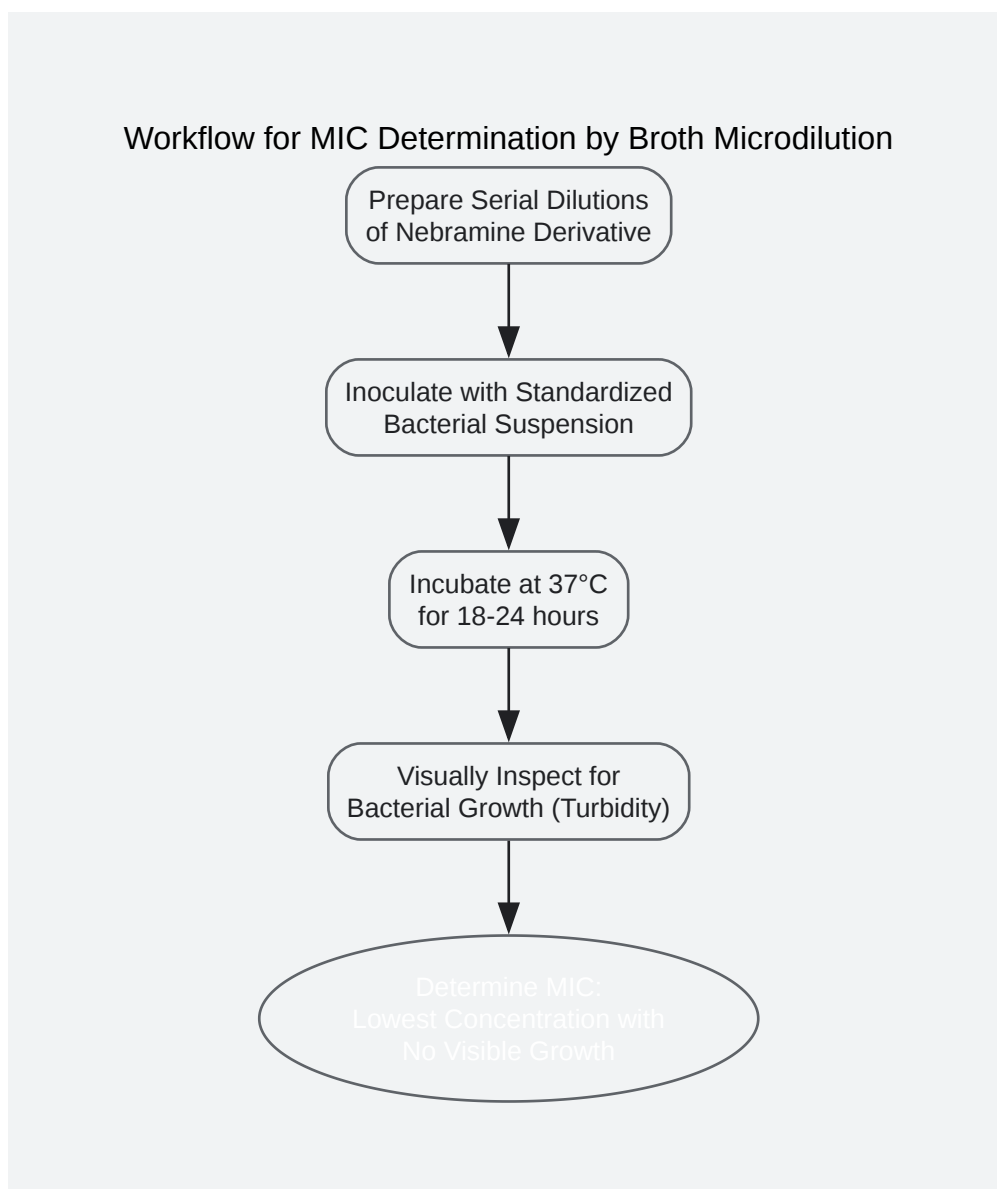 Workflow for MIC Determination by Broth Microdilution
Prepare Serial Dilutions
of Nebramine Derivative
Inoculate with Standardized
Bacterial Suspension
Incubate at 37°C
for 18-24 hours
Visually Inspect for
Bacterial Growth (Turbidity)
Determine MIC:
Lowest Concentration with
No Visible Growth